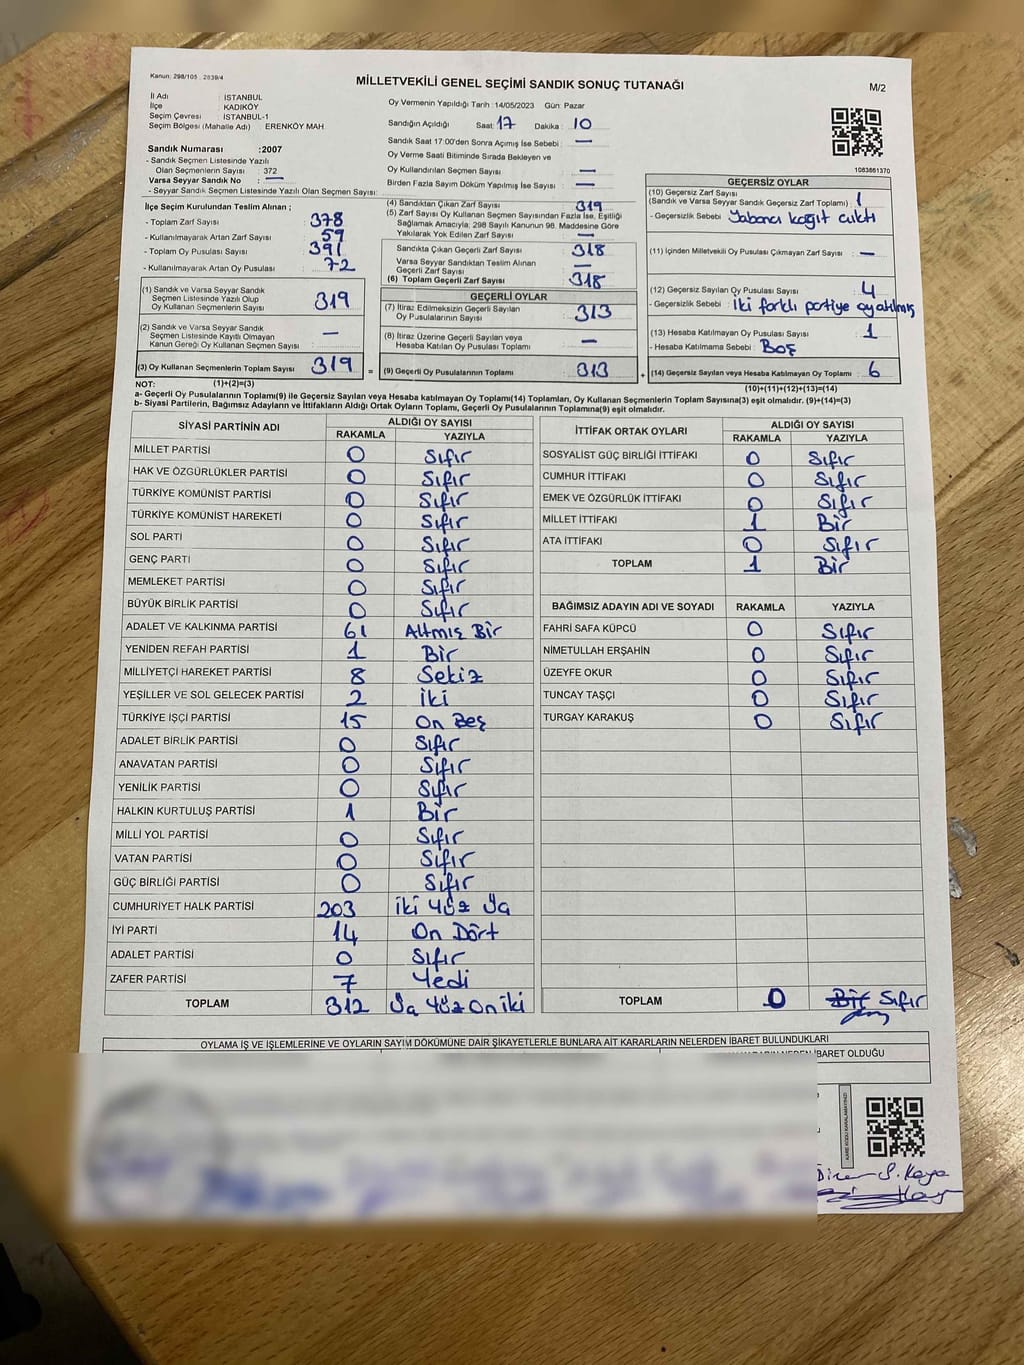 Kanun: 298/105 . 2839/4
MİLLETVEKİLİ GENEL SEÇİMİ SANDIK SONUÇ TUTANAĞI
M/2
İl Adı : İSTANBUL
İlçe : KADIKÖY
Seçim Çevresi : İSTANBUL-1
Seçim Bölgesi (Mahalle Adı) : ERENKÖY MAH.
Oy Vermenin Yapıldığı Tarih :14/05/2023 Gün: Pazar
Sandığın Açıldığı Saat: 17 Dakika : 10
Sandık Saat 17:00'den Sonra Açımış İse Sebebi : —
Oy Verme Saati Bitiminde Sırada Bekleyen ve
Oy Kullandırılan Seçmen Sayısı : —
Birden Fazla Sayım Döküm Yapılmış İse Sayısı : —
1083861370
Sandık Numarası :2007
- Sandık Seçmen Listesinde Yazılı
Olan Seçmenlerin Sayısı : 372
Varsa Seyyar Sandık No : —
- Seyyar Sandık Seçmen Listesinde Yazılı Olan Seçmen Sayısı:
İlçe Seçim Kurulundan Teslim Alınan ;
- Toplam Zarf Sayısı : 378
- Kullanılmayarak Artan Zarf Sayısı : 59
- Toplam Oy Pusulası Sayısı : 391
- Kullanılmayarak Artan Oy Pusulası : 72
(1) Sandık ve Varsa Seyyar Sandık
Seçmen Listesinde Yazılı Olup
Oy Kullanan Seçmenlerin Sayısı : 319
(2) Sandık ve Varsa Seyyar Sandık
Seçmen Listesinde Kayıtlı Olmayan
Kanun Gereği Oy Kullanan Seçmen Sayısı : —
(3) Oy Kullanan Seçmenlerin Toplam Sayısı : 319 =
(4) Sandıktan Çıkan Zarf Sayısı : 319
(5) Zarf Sayısı Oy Kullanan Seçmen Sayısından Fazla İse, Eşitliği
Sağlamak Amacıyla; 298 Sayılı Kanunun 98. Maddesine Göre
Yakılarak Yok Edilen Zarf Sayısı : —
Sandıkta Çıkan Geçerli Zarf Sayısı : 318
Varsa Seyyar Sandıktan Teslim Alınan
Geçerli Zarf Sayısı : —
(6) Toplam Geçerli Zarf Sayısı : 318
GEÇERLİ OYLAR
(7) İtiraz Edilmeksizin Geçerli Sayılan
Oy Pusulalarının Sayısı : 313
(8) İtiraz Üzerine Geçerli Sayılan veya
Hesaba Katılan Oy Pusulası Toplamı : —
(9) Geçerli Oy Pusulalarının Toplamı : 313 +
GEÇERSİZ OYLAR
(10) Geçersiz Zarf Sayısı : 1
(Sandık ve Varsa Seyyar Sandık Geçersiz Zarf Toplamı)
- Geçersizlik Sebebi : Yabancı kağıt çıktı
(11) İçinden Milletvekili Oy Pusulası Çıkmayan Zarf Sayısı : —
(12) Geçersiz Sayılan Oy Pusulası Sayısı : 4
- Geçersizlik Sebebi : iki farklı partiye oy atılmış
(13) Hesaba Katılmayan Oy Pusulası Sayısı : 1
- Hesaba Katılmama Sebebi : Boş
(14) Geçersiz Sayılan veya Hesaba Katılmayan Oy Toplamı : 6
NOT: (1)+(2)=(3) (10)+(11)+(12)+(13)=(14)
a- Geçerli Oy Pusulalarının Toplamı(9) ile Geçersiz Sayılan veya Hesaba katılmayan Oy Toplamı(14) Toplamları, Oy Kullanan Seçmenlerin Toplam Sayısına(3) eşit olmalıdır. (9)+(14)=(3)
b- Siyasi Partilerin, Bağımsız Adayların ve İttifakların Aldığı Ortak Oyların Toplamı, Geçerli Oy Pusulalarının Toplamına(9) eşit olmalıdır.
SİYASİ PARTİNİN ADI ALDIĞI OY SAYISI
RAKAMLA YAZIYLA
MİLLET PARTİSİ 0 Sıfır
HAK VE ÖZGÜRLÜKLER PARTİSİ 0 Sıfır
TÜRKİYE KOMÜNİST PARTİSİ 0 Sıfır
TÜRKİYE KOMÜNİST HAREKETİ 0 Sıfır
SOL PARTİ 0 Sıfır
GENÇ PARTİ 0 Sıfır
MEMLEKET PARTİSİ 0 Sıfır
BÜYÜK BİRLİK PARTİSİ 0 Sıfır
ADALET VE KALKINMA PARTİSİ 61 Altmış Bir
YENİDEN REFAH PARTİSİ 1 Bir
MİLLİYETÇİ HAREKET PARTİSİ 8 Sekiz
YEŞİLLER VE SOL GELECEK PARTİSİ 2 iki
TÜRKİYE İŞÇİ PARTİSİ 15 On Beş
ADALET BİRLİK PARTİSİ 0 Sıfır
ANAVATAN PARTİSİ 0 Sıfır
YENİLİK PARTİSİ 0 Sıfır
HALKIN KURTULUŞ PARTİSİ 1 Bir
MİLLİ YOL PARTİSİ 0 Sıfır
VATAN PARTİSİ 0 Sıfır
GÜÇ BİRLİĞİ PARTİSİ 0 Sıfır
CUMHURİYET HALK PARTİSİ 203 iki yüz Üç
İYİ PARTİ 14 On Dört
ADALET PARTİSİ 0 Sıfır
ZAFER PARTİSİ 7 Yedi
TOPLAM 312 Üç yüz On iki
İTTİFAK ORTAK OYLARI ALDIĞI OY SAYISI
RAKAMLA YAZIYLA
SOSYALİST GÜÇ BİRLİĞİ İTTİFAKI 0 Sıfır
CUMHUR İTTİFAKI 0 Sıfır
EMEK VE ÖZGÜRLÜK İTTİFAKI 0 Sıfır
MİLLET İTTİFAKI 1 Bir
ATA İTTİFAKI 0 Sıfır
TOPLAM 1 Bir
BAĞIMSIZ ADAYIN ADI VE SOYADI RAKAMLA YAZIYLA
FAHRİ SAFA KÜPCÜ 0 Sıfır
NİMETULLAH ERŞAHİN 0 Sıfır
ÜZEYFE OKUR 0 Sıfır
TUNCAY TAŞÇI 0 Sıfır
TURGAY KARAKUŞ 0 Sıfır
TOPLAM 0 Bir Sıfır
OYLAMA İŞ VE İŞLEMLERİNE VE OYLARIN SAYIM DÖKÜMÜNE DAİR ŞİKAYETLERLE BUNLARA AİT KARARLARIN NELERDEN İBARET BULUNDUKLARI
NEDEN İBARET OLDUĞU
KARE KODU KARALAMAYINIZ!
S. Kaya